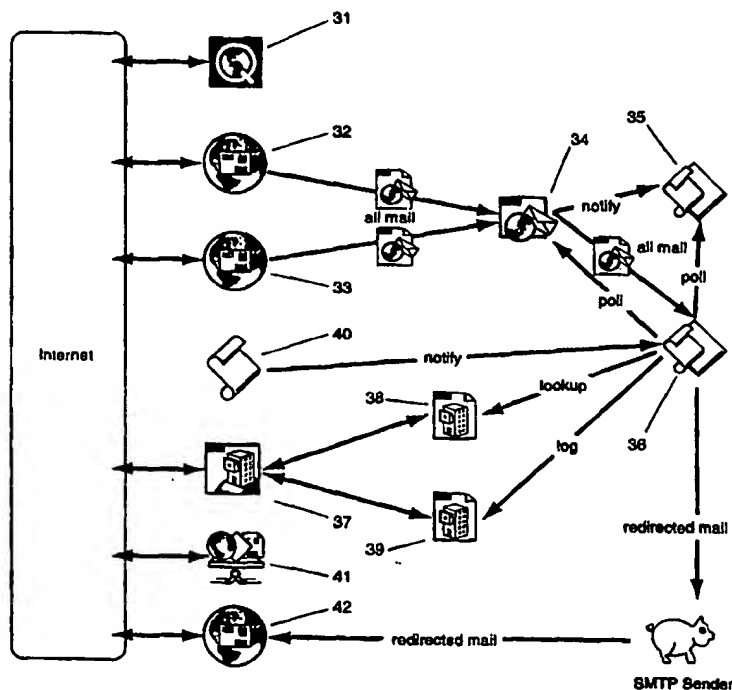 31
32
34
35
all mail
notify
all mail
33
poll
poll
Internet
40
notify
38
lookup
36
log
37
39
redirected mail
41
42
redirected mail
SMTP Sender